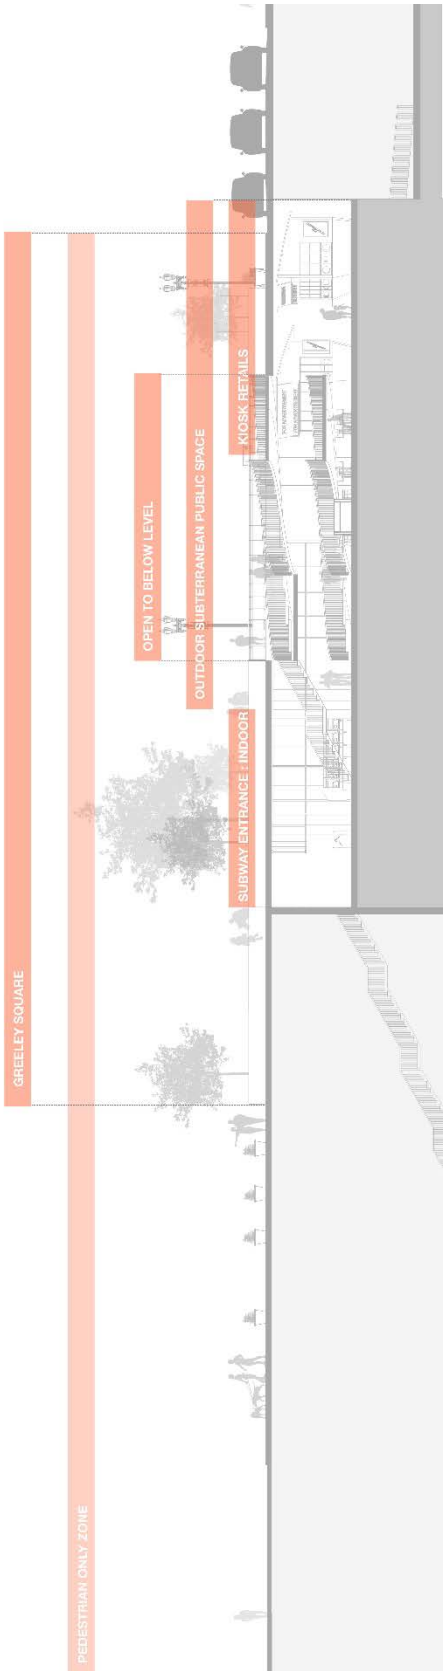 GREELEY SQUARE
PEDESTRIAN ONLY ZONE
OPEN TO BELOW LEVEL
OUTDOOR SUBTERRANEAN PUBLIC SPACE
SUBWAY ENTRANCE : INDOOR
KIOSK RETAILS